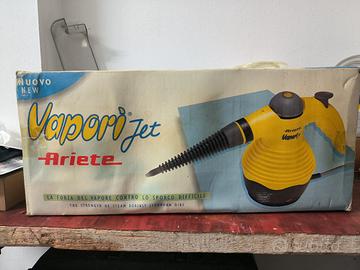 NUOVO
NEW
Vapori Jet
Ariete
LA FORZA DEL VAPORE CONTRO LO SPORCO DIFFICILE
THE STRENGTH OF STEAM AGAINST STUBBORN DIRT
Ariete
Vapori